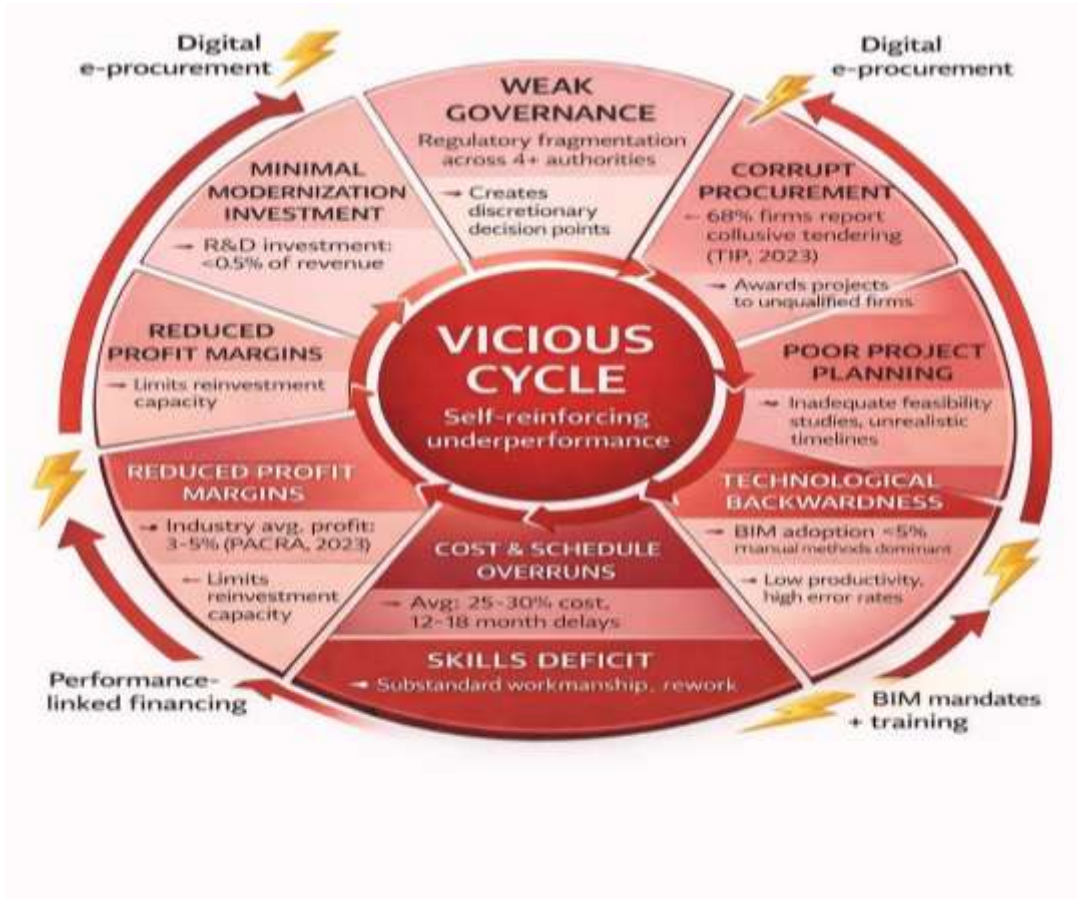 Digital
e-procurement
Digital
e-procurement
WEAK
GOVERNANCE
Regulatory fragmentation
across 4+ authorities
→ Creates
discretionary
decision points
CORRUPT
PROCUREMENT
← 68% firms report
collusive tendering
(TIP, 2023)
→ Awards projects
to unqualified firms
POOR PROJECT
PLANNING
→ Inadequate feasibility
studies, unrealistic
timelines
TECHNOLOGICAL
BACKWARDNESS
→ BIM adoption <5%
manual methods dominant
→ Low productivity,
high error rates
BIM mandates
+ training
COST & SCHEDULE
OVERRUNS
→ Avg: 25-30% cost,
12-18 month delays
SKILLS DEFICIT
→ Substandard workmanship, rework
Performance-
linked financing
REDUCED PROFIT
MARGINS
→ Industry avg. profit:
3-5% (PACRA, 2023)
← Limits
reinvestment
capacity
REDUCED
PROFIT MARGINS
→ Limits reinvestment
capacity
MINIMAL
MODERNIZATION
INVESTMENT
→ R&D investment:
<0.5% of revenue
VICIOUS
CYCLE
Self-reinforcing
underperformance